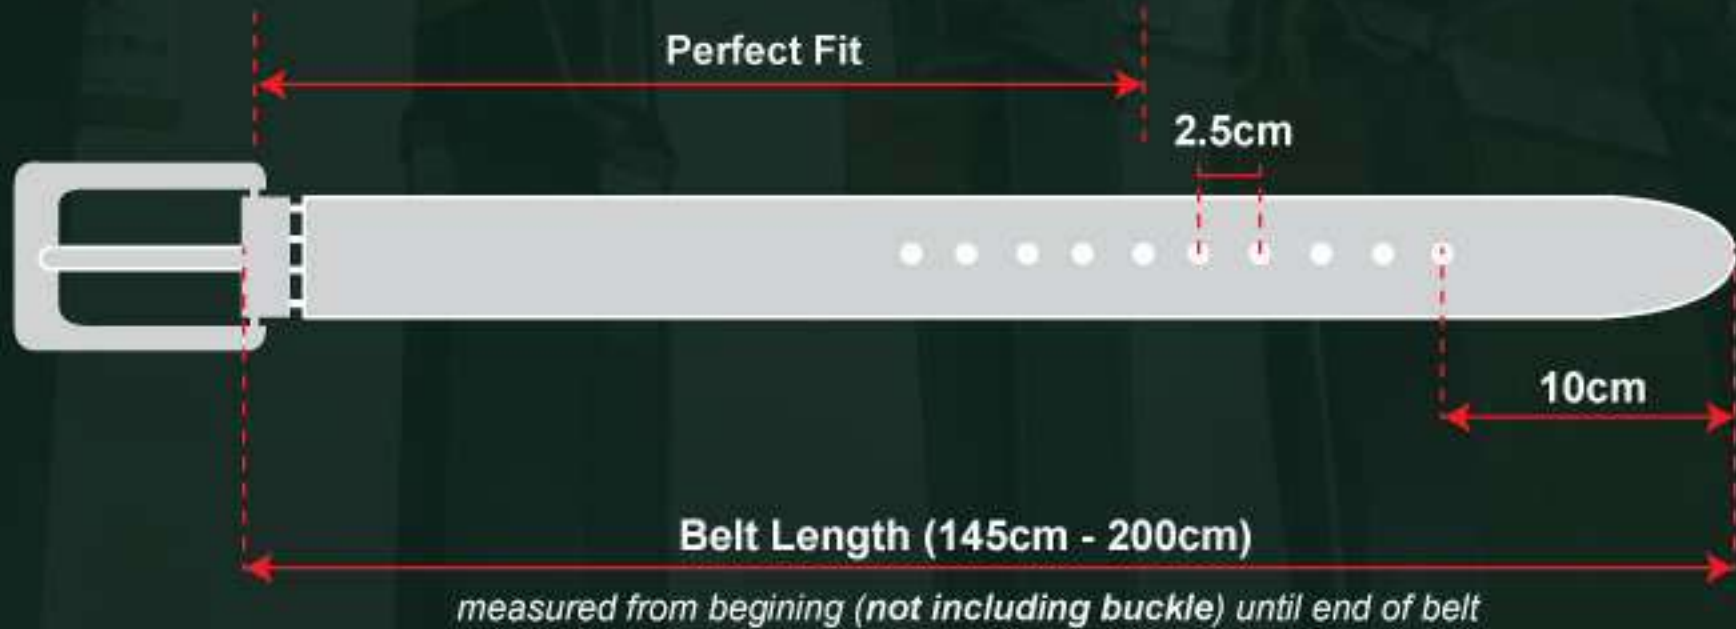 Perfect Fit
2.5cm
10cm
Belt Length (145cm - 200cm)
measured from begining (not including buckle) until end of belt